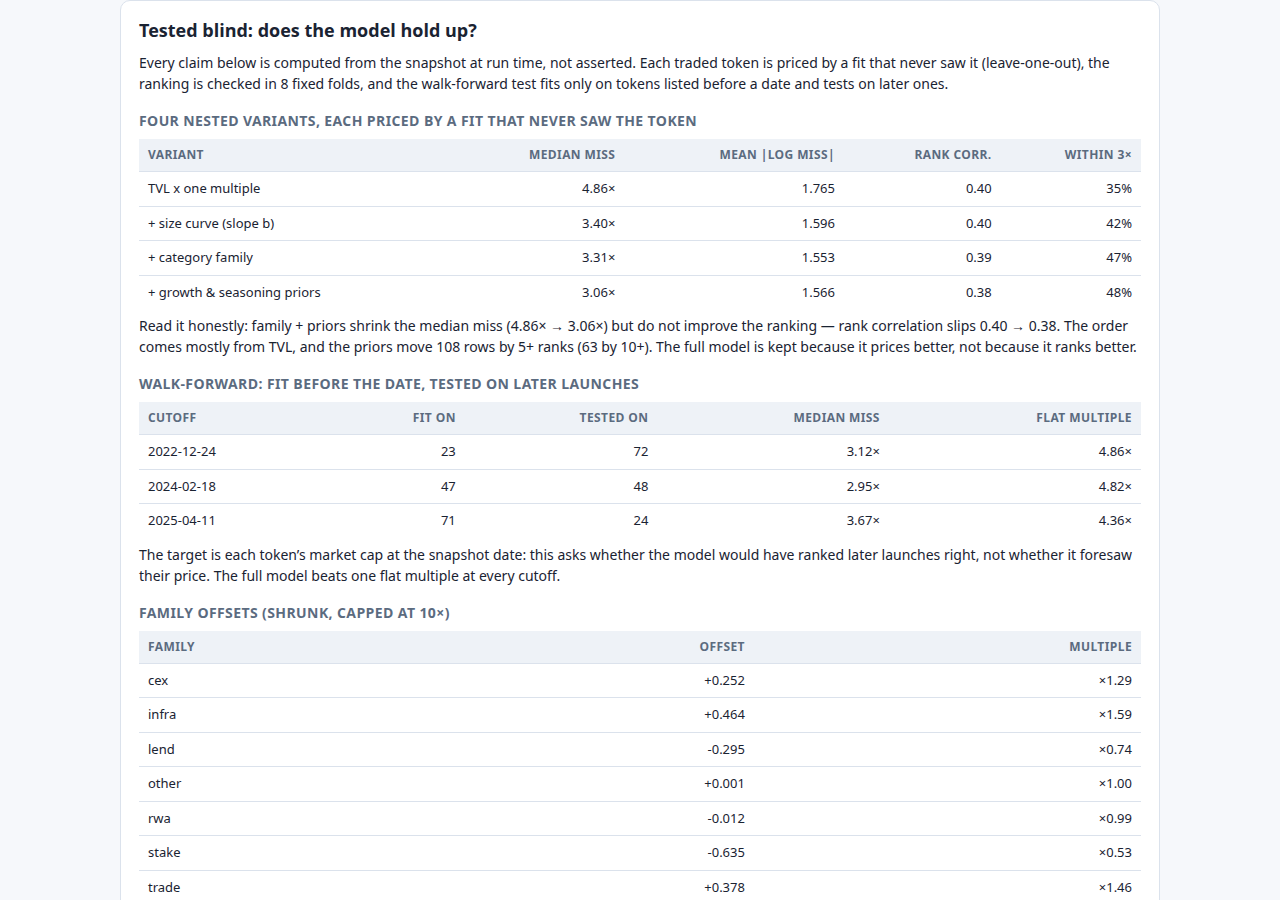 Tested blind: does the model hold up?
Every claim below is computed from the snapshot at run time, not asserted. Each traded token is priced by a fit that never saw it (leave-one-out), the
ranking is checked in 8 fixed folds, and the walk-forward test fits only on tokens listed before a date and tests on later ones.
FOUR NESTED VARIANTS, EACH PRICED BY A FIT THAT NEVER SAW THE TOKEN
VARIANT MEDIAN MISS MEAN |LOG MISS| RANK CORR. WITHIN 3×
TVL x one multiple 4.86× 1.765 0.40 35%
+ size curve (slope b) 3.40× 1.596 0.40 42%
+ category family 3.31× 1.553 0.39 47%
+ growth & seasoning priors 3.06× 1.566 0.38 48%
Read it honestly: family + priors shrink the median miss (4.86× → 3.06×) but do not improve the ranking — rank correlation slips 0.40 → 0.38. The order
comes mostly from TVL, and the priors move 108 rows by 5+ ranks (63 by 10+). The full model is kept because it prices better, not because it ranks better.
WALK-FORWARD: FIT BEFORE THE DATE, TESTED ON LATER LAUNCHES
CUTOFF FIT ON TESTED ON MEDIAN MISS FLAT MULTIPLE
2022-12-24 23 72 3.12× 4.86×
2024-02-18 47 48 2.95× 4.82×
2025-04-11 71 24 3.67× 4.36×
The target is each token’s market cap at the snapshot date: this asks whether the model would have ranked later launches right, not whether it foresaw
their price. The full model beats one flat multiple at every cutoff.
FAMILY OFFSETS (SHRUNK, CAPPED AT 10×)
FAMILY OFFSET MULTIPLE
cex +0.252 ×1.29
infra +0.464 ×1.59
lend -0.295 ×0.74
other +0.001 ×1.00
rwa -0.012 ×0.99
stake -0.635 ×0.53
trade +0.378 ×1.46